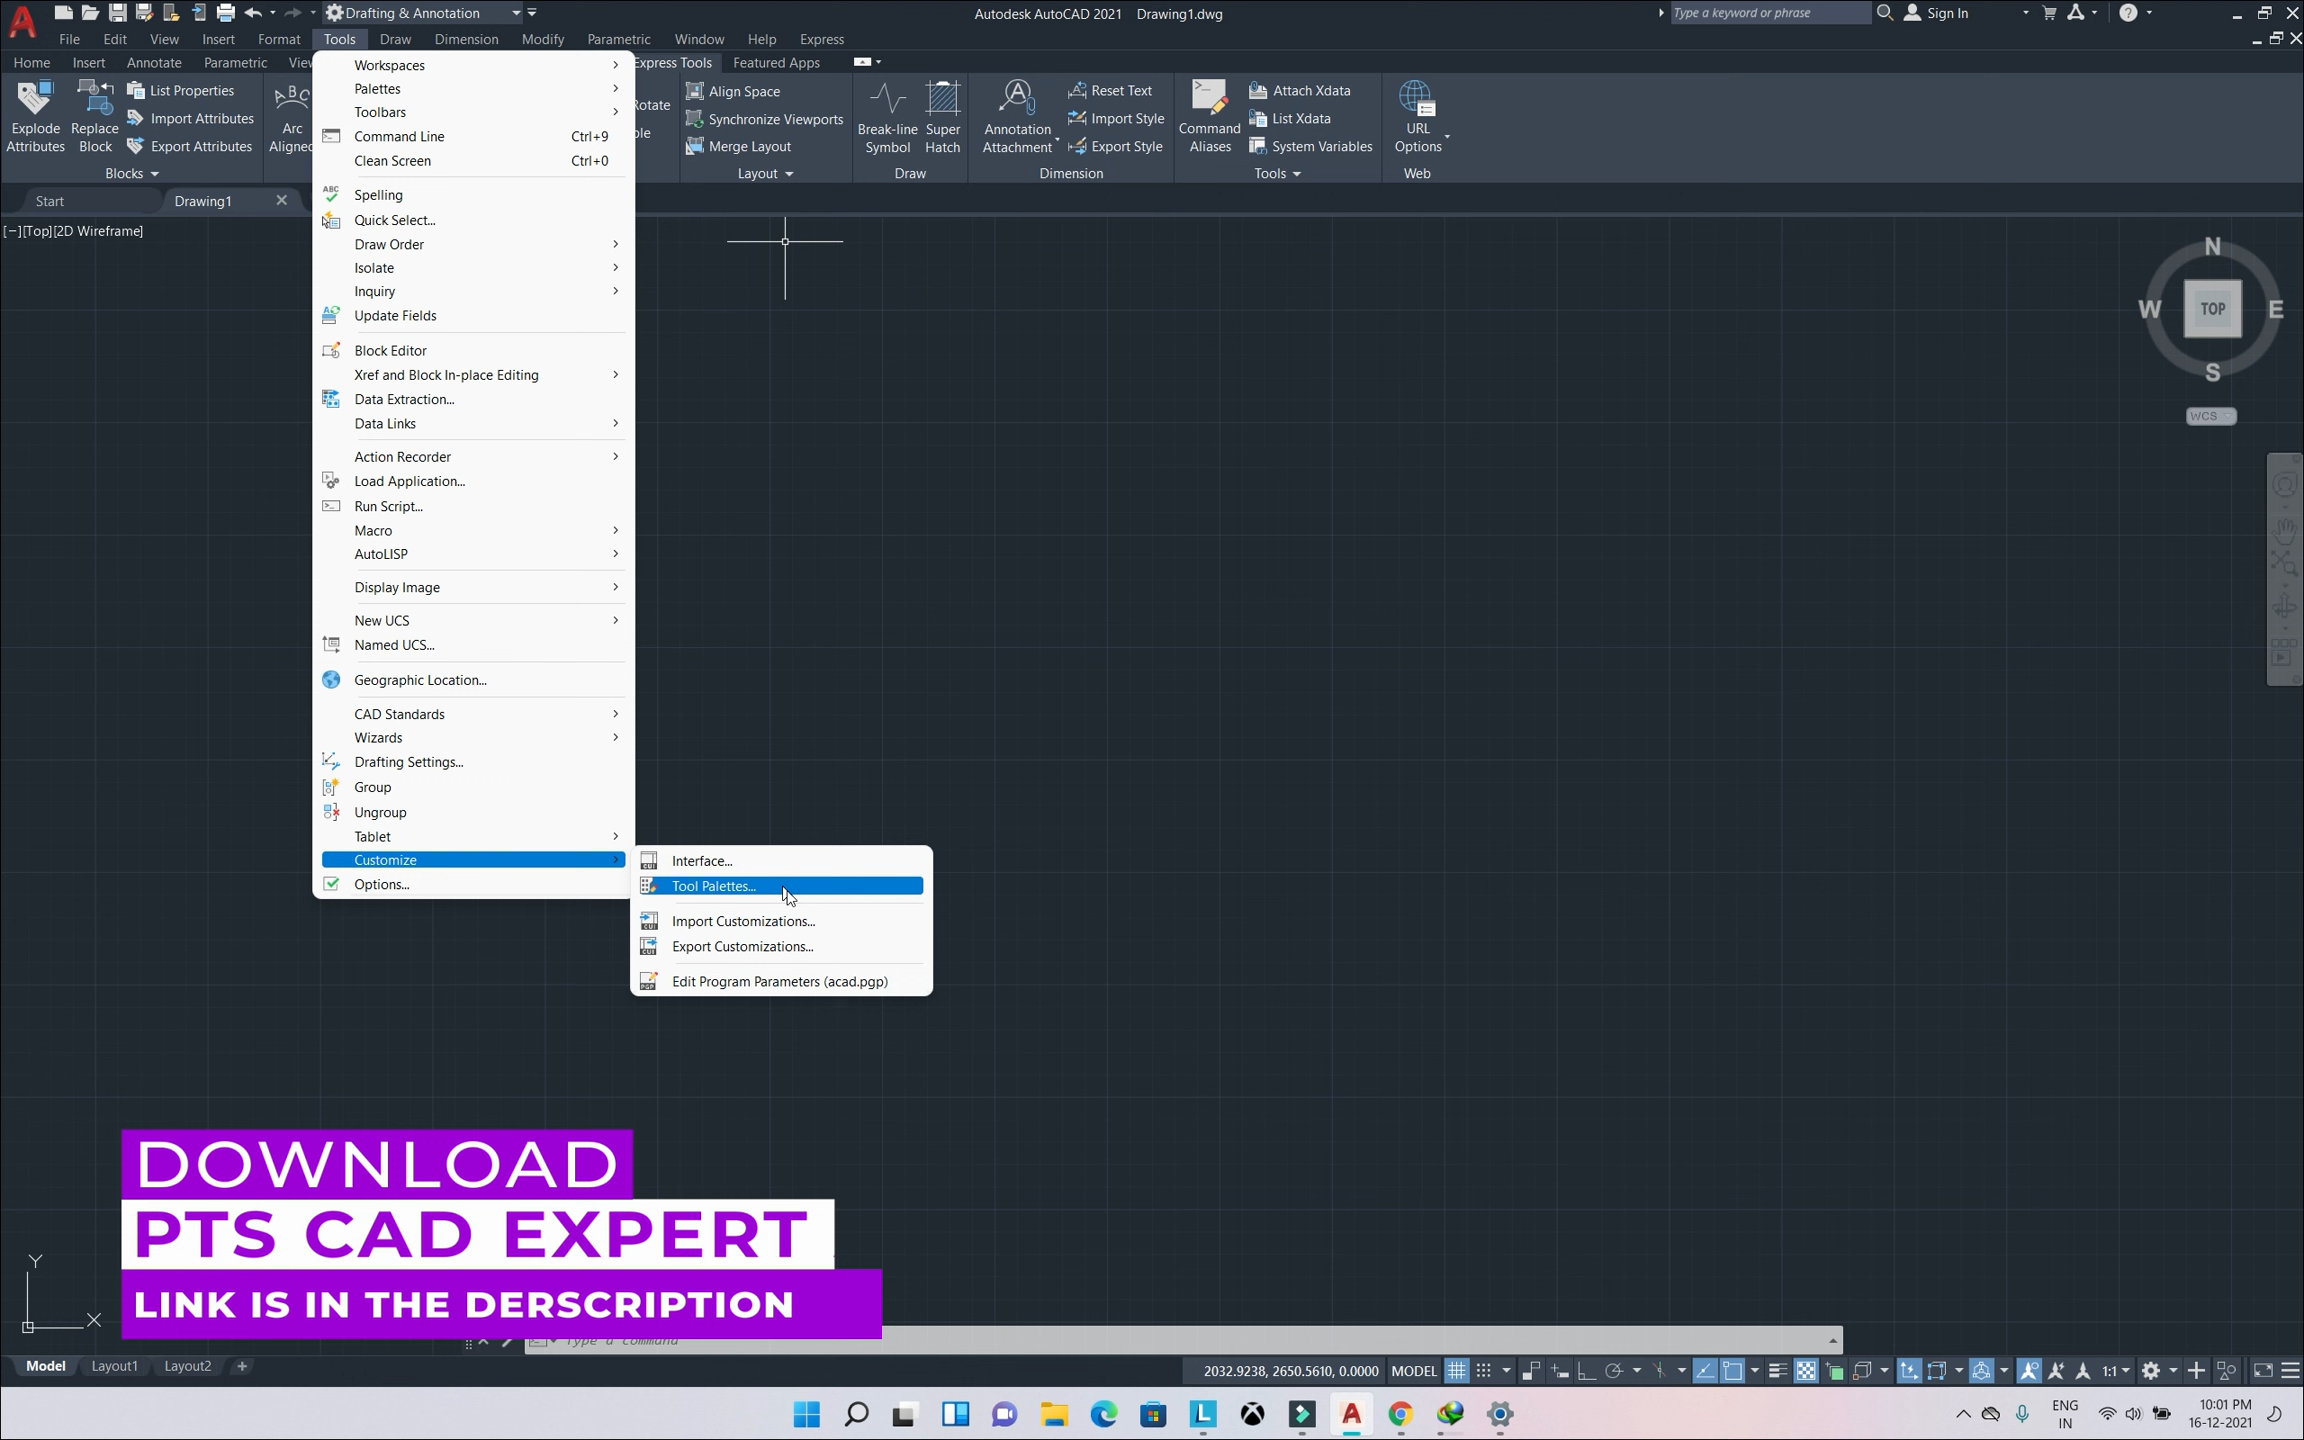 Drafting & Annotation
Autodesk AutoCAD 2021 Drawing1.dwg
Type a keyword or phrase
Sign In
File Edit View Insert Format Tools Draw Dimension Modify Parametric Window Help Express
Home Insert Annotate Parametric Express Tools Featured Apps
Explode
Attributes
Replace
Block
List Properties
Import Attributes
Export Attributes
Blocks
ABC
Arc
Align Space
Synchronize Viewports
Merge Layout
Layout
Break-line
Symbol
Super
Hatch
Draw
Annotation
Attachment
Reset Text
Import Style
Export Style
Dimension
Command
Aliases
Attach Xdata
List Xdata
System Variables
Tools
URL
Options
Web
Start Drawing1
[−][Top][2D Wireframe]
Workspaces
Palettes
Toolbars
Command Line Ctrl+9
Clean Screen Ctrl+0
Spelling
Quick Select...
Draw Order
Isolate
Inquiry
Update Fields
Block Editor
Xref and Block In-place Editing
Data Extraction...
Data Links
Action Recorder
Load Application...
Run Script...
Macro
AutoLISP
Display Image
New UCS
Named UCS...
Geographic Location...
CAD Standards
Wizards
Drafting Settings...
Group
Ungroup
Tablet
Customize
Options...
Interface...
Tool Palettes...
Import Customizations...
Export Customizations...
Edit Program Parameters (acad.pgp)
N
W TOP E
S
WCS
DOWNLOAD
PTS CAD EXPERT
LINK IS IN THE DERSCRIPTION
Y
X
Type a command
Model Layout1 Layout2 +
2032.9238, 2650.5610, 0.0000 MODEL 1:1
ENG
IN
10:01 PM
16-12-2021